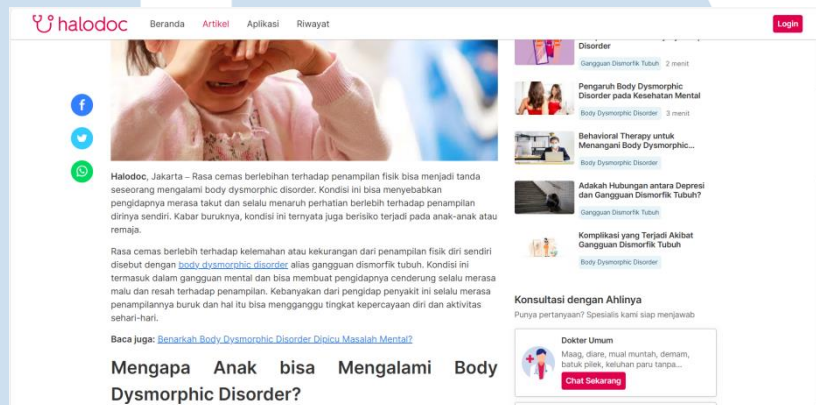 halodoc
Beranda Artikel Aplikasi Riwayat
Login
Halodoc, Jakarta – Rasa cemas berlebihan terhadap penampilan fisik bisa menjadi tanda
seseorang mengalami body dysmorphic disorder. Kondisi ini bisa menyebabkan
pengidapnya merasa takut dan selalu menaruh perhatian berlebih terhadap penampilan
dirinya sendiri. Kabar buruknya, kondisi ini ternyata juga berisiko terjadi pada anak-anak atau
remaja.
Rasa cemas berlebih terhadap kelemahan atau kekurangan dari penampilan fisik diri sendiri
disebut dengan body dysmorphic disorder alias gangguan dismorfik tubuh. Kondisi ini
termasuk dalam gangguan mental dan bisa membuat pengidapnya cenderung selalu merasa
malu dan resah terhadap penampilan. Kebanyakan dari pengidap penyakit ini selalu merasa
penampilannya buruk dan hal itu bisa mengganggu tingkat kepercayaan diri dan aktivitas
sehari-hari.
Baca juga: Benarkah Body Dysmorphic Disorder Dipicu Masalah Mental?
Mengapa Anak bisa Mengalami Body
Dysmorphic Disorder?
Disorder
Gangguan Dismorfik Tubuh 2 menit
Pengaruh Body Dysmorphic
Disorder pada Kesehatan Mental
Body Dysmorphic Disorder 3 menit
Behavioral Therapy untuk
Menangani Body Dysmorphic...
Body Dysmorphic Disorder
Adakah Hubungan antara Depresi
dan Gangguan Dismorfik Tubuh?
Gangguan Dismorfik Tubuh
Komplikasi yang Terjadi Akibat
Gangguan Dismorfik Tubuh
Body Dysmorphic Disorder
Konsultasi dengan Ahlinya
Punya pertanyaan? Spesialis kami siap menjawab
Dokter Umum
Maag, diare, mual muntah, demam,
batuk pilek, keluhan paru tanpa...
Chat Sekarang